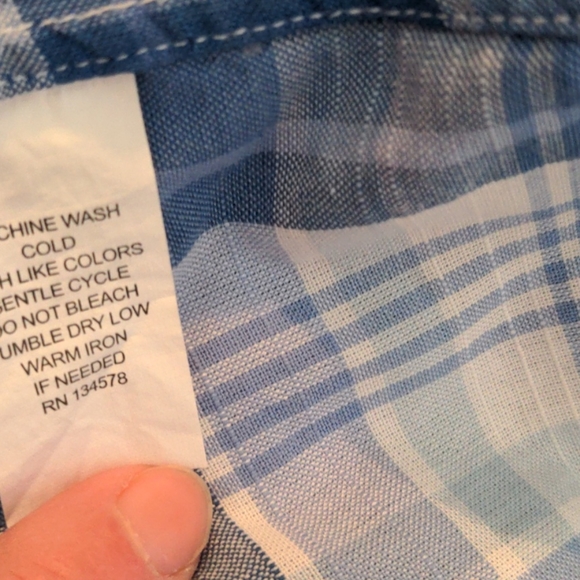 CHINE WASH
COLD
H LIKE COLORS
GENTLE CYCLE
DO NOT BLEACH
UMBLE DRY LOW
WARM IRON
IF NEEDED
RN 134578